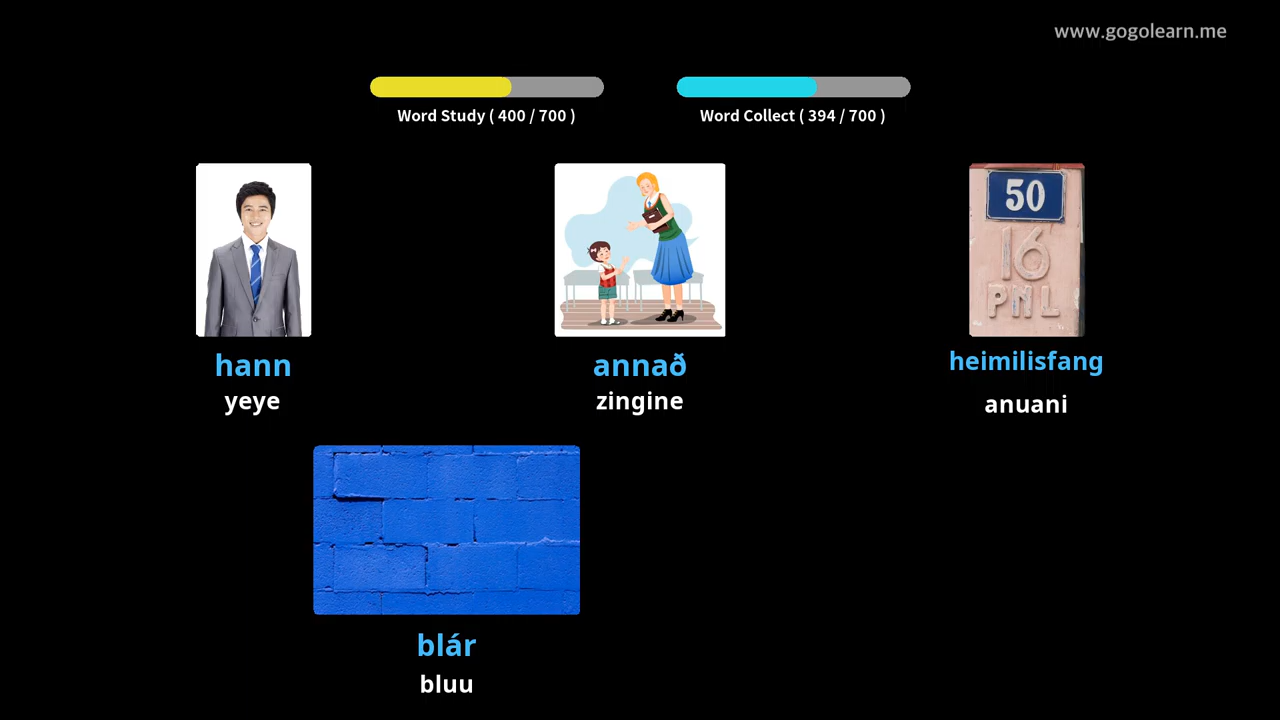 www.gogolearn.me
Word Study ( 400 / 700 )
Word Collect ( 394 / 700 )
50
16
PNL
hann
yeye
annað
zingine
heimilisfang
anuani
blár
bluu